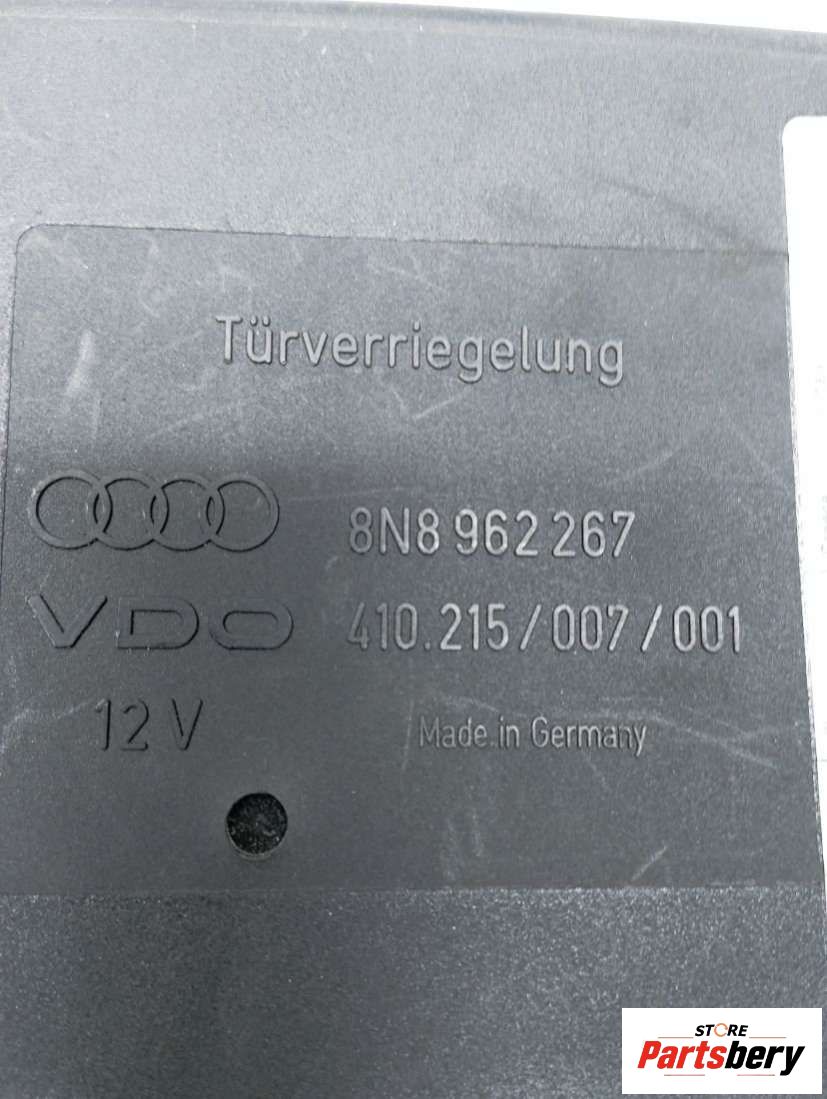 Türverriegelung
8N8 962 267
VDO 410.215/007/001
12 V Made in Germany
STORE
Partsbery